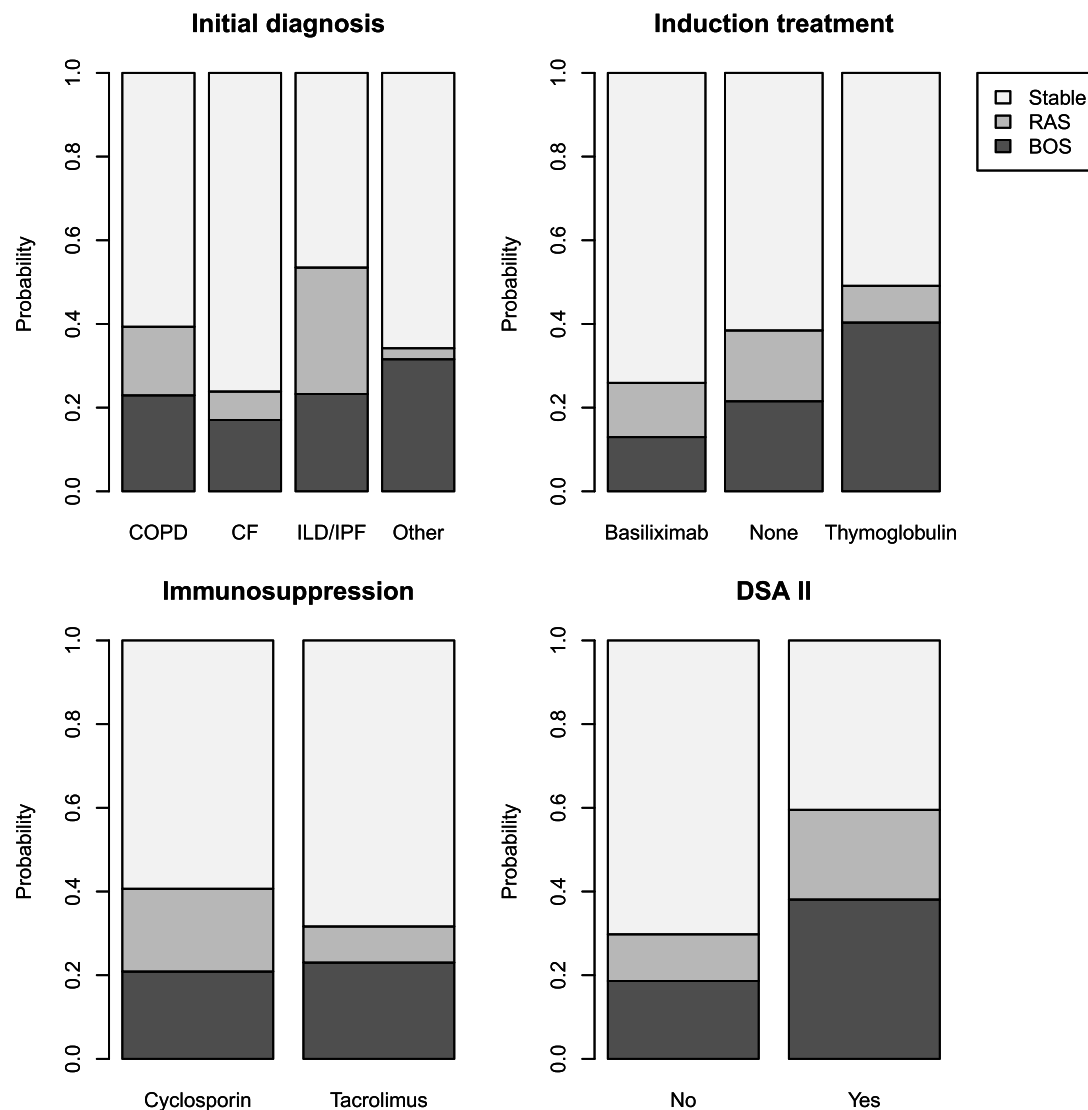 Initial diagnosis
Probability
0.0 0.2 0.4 0.6 0.8 1.0
COPD CF ILD/IPF Other
Induction treatment
Probability
0.0 0.2 0.4 0.6 0.8 1.0
Basiliximab None Thymoglobulin
Stable
RAS
BOS
Immunosuppression
Probability
0.0 0.2 0.4 0.6 0.8 1.0
Cyclosporin Tacrolimus
DSA II
Probability
0.0 0.2 0.4 0.6 0.8 1.0
No Yes